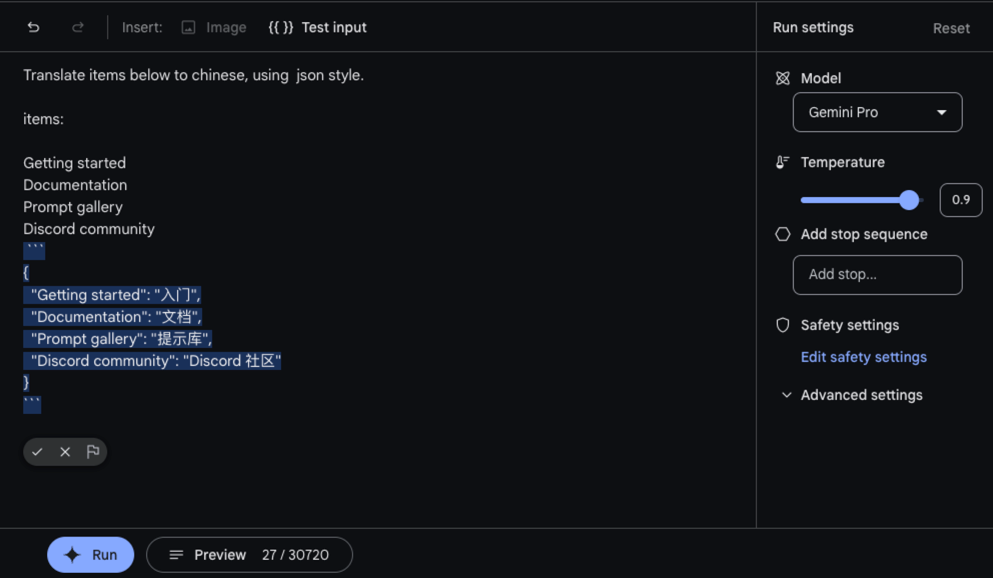 Insert: Image {{ }} Test input
Translate items below to chinese, using  json style.
items:
Getting started
Documentation
Prompt gallery
Discord community
```
{
  "Getting started": "入门",
  "Documentation": "文档",
  "Prompt gallery": "提示库",
  "Discord community": "Discord 社区"
}
```
Run
Preview 27 / 30720
Run settings
Reset
Model
Gemini Pro
Temperature
0.9
Add stop sequence
Add stop...
Safety settings
Edit safety settings
Advanced settings